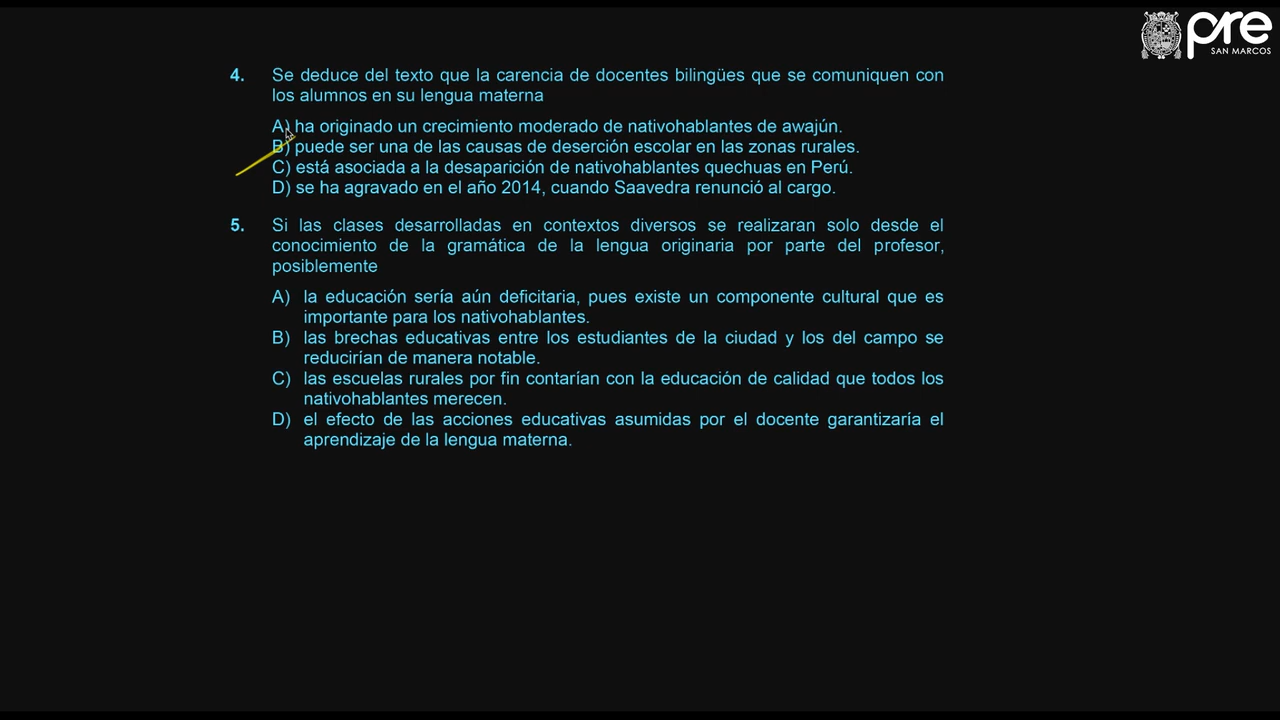 pre
SAN MARCOS
4. Se deduce del texto que la carencia de docentes bilingües que se comuniquen con
los alumnos en su lengua materna
A) ha originado un crecimiento moderado de nativohablantes de awajún.
B) puede ser una de las causas de deserción escolar en las zonas rurales.
C) está asociada a la desaparición de nativohablantes quechuas en Perú.
D) se ha agravado en el año 2014, cuando Saavedra renunció al cargo.
5. Si las clases desarrolladas en contextos diversos se realizaran solo desde el
conocimiento de la gramática de la lengua originaria por parte del profesor,
posiblemente
A) la educación sería aún deficitaria, pues existe un componente cultural que es
importante para los nativohablantes.
B) las brechas educativas entre los estudiantes de la ciudad y los del campo se
reducirían de manera notable.
C) las escuelas rurales por fin contarían con la educación de calidad que todos los
nativohablantes merecen.
D) el efecto de las acciones educativas asumidas por el docente garantizaría el
aprendizaje de la lengua materna.